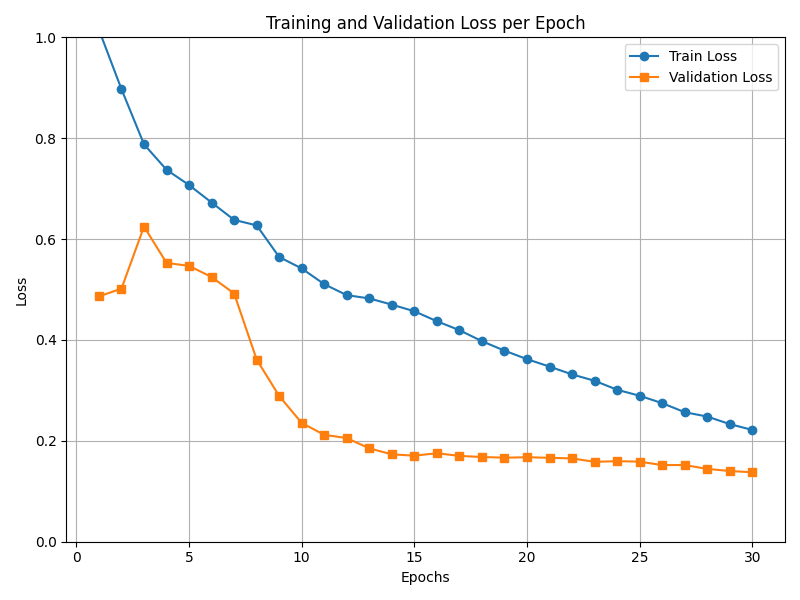 Training and Validation Loss per Epoch
Train Loss
Validation Loss
1.0
0.8
0.6
0.4
0.2
0.0
Loss
0 5 10 15 20 25 30
Epochs